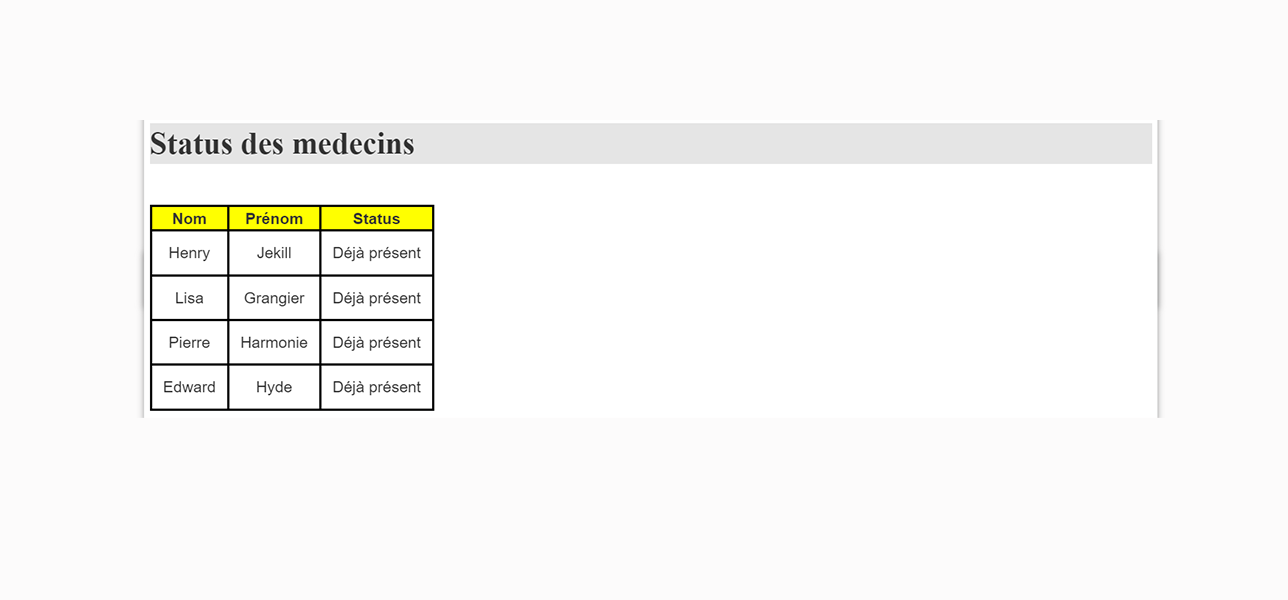 Status des medecins
Nom Prénom Status
Henry Jekill Déjà présent
Lisa Grangier Déjà présent
Pierre Harmonie Déjà présent
Edward Hyde Déjà présent